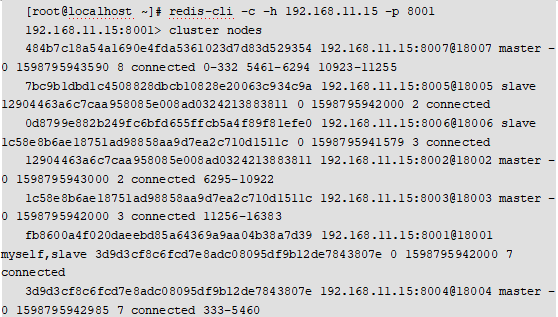 [root@localhost ~]# redis-cli -c -h 192.168.11.15 -p 8001
192.168.11.15:8001> cluster nodes
484b7c18a54a1690e4fda5361023d7d83d529354 192.168.11.15:8007@18007 master -
0 1598795943590 8 connected 0-332 5461-6294 10923-11255
7bc9b1dbd1c4508828dbcb10828e20063c934c9a 192.168.11.15:8005@18005 slave
12904463a6c7caa958085e008ad0324213883811 0 1598795942000 2 connected
0d8799e882b249fc6bfd655ffcb5a4f89f81efe0 192.168.11.15:8006@18006 slave
1c58e8b6ae18751ad98858aa9d7ea2c710d1511c 0 1598795941579 3 connected
12904463a6c7caa958085e008ad0324213883811 192.168.11.15:8002@18002 master -
0 1598795943000 2 connected 6295-10922
1c58e8b6ae18751ad98858aa9d7ea2c710d1511c 192.168.11.15:8003@18003 master -
0 1598795942000 3 connected 11256-16383
fb8600a4f020daeebd85a64369a9aa04b38a7d39 192.168.11.15:8001@18001
myself,slave 3d9d3cf8c6fcd7e8adc08095df9b12de7843807e 0 1598795942000 7
connected
3d9d3cf8c6fcd7e8adc08095df9b12de7843807e 192.168.11.15:8004@18004 master -
0 1598795942985 7 connected 333-5460